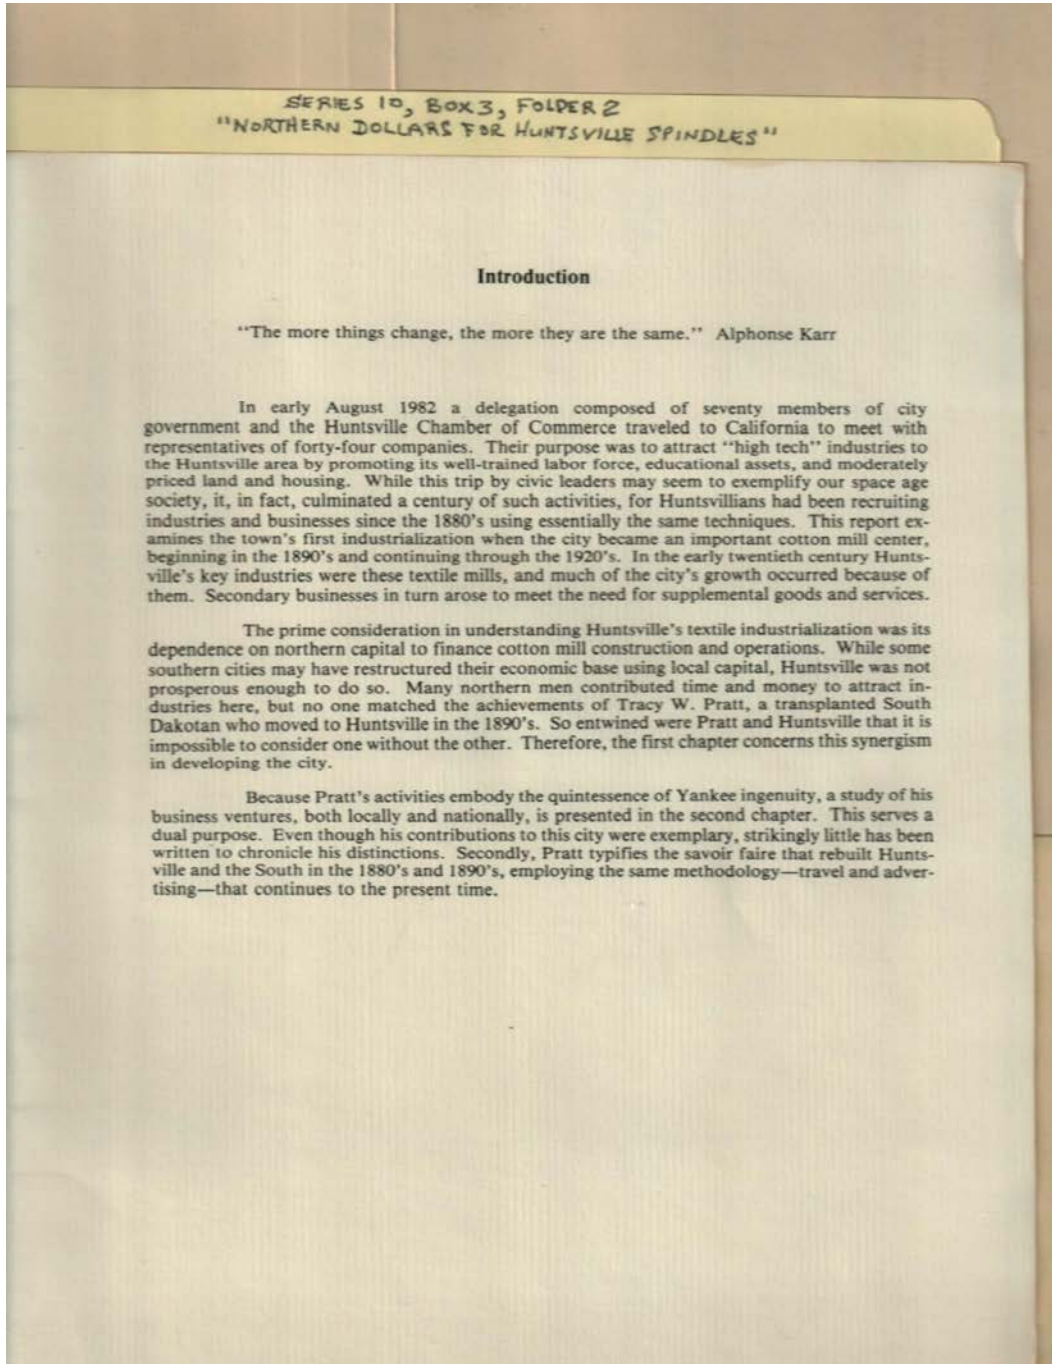 SERIES 10, BOX 3, FOLDER 2
"NORTHERN DOLLARS FOR HUNTSVILLE SPINDLES"
Introduction
"The more things change, the more they are the same." Alphonse Karr
In early August 1982 a delegation composed of seventy members of city
government and the Huntsville Chamber of Commerce traveled to California to meet with
representatives of forty-four companies. Their purpose was to attract "high tech" industries to
the Huntsville area by promoting its well-trained labor force, educational assets, and moderately
priced land and housing. While this trip by civic leaders may seem to exemplify our space age
society, it, in fact, culminated a century of such activities, for Huntsvillians had been recruiting
industries and businesses since the 1880's using essentially the same techniques. This report ex-
amines the town's first industrialization when the city became an important cotton mill center,
beginning in the 1890's and continuing through the 1920's. In the early twentieth century Hunts-
ville's key industries were these textile mills, and much of the city's growth occurred because of
them. Secondary businesses in turn arose to meet the need for supplemental goods and services.
The prime consideration in understanding Huntsville's textile industrialization was its
dependence on northern capital to finance cotton mill construction and operations. While some
southern cities may have restructured their economic base using local capital, Huntsville was not
prosperous enough to do so. Many northern men contributed time and money to attract in-
dustries here, but no one matched the achievements of Tracy W. Pratt, a transplanted South
Dakotan who moved to Huntsville in the 1890's. So entwined were Pratt and Huntsville that it is
impossible to consider one without the other. Therefore, the first chapter concerns this synergism
in developing the city.
Because Pratt's activities embody the quintessence of Yankee ingenuity, a study of his
business ventures, both locally and nationally, is presented in the second chapter. This serves a
dual purpose. Even though his contributions to this city were exemplary, strikingly little has been
written to chronicle his distinctions. Secondly, Pratt typifies the savoir faire that rebuilt Hunts-
ville and the South in the 1880's and 1890's, employing the same methodology—travel and adver-
tising—that continues to the present time.